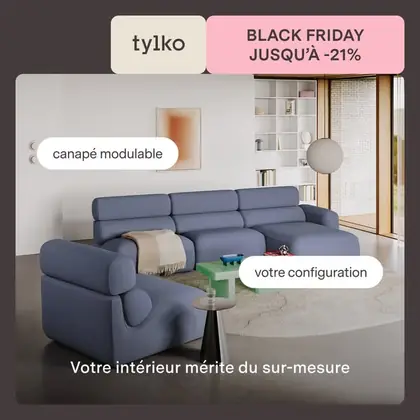 tylko
BLACK FRIDAY
JUSQU'À -21%
canapé modulable
votre configuration
Votre intérieur mérite du sur-mesure